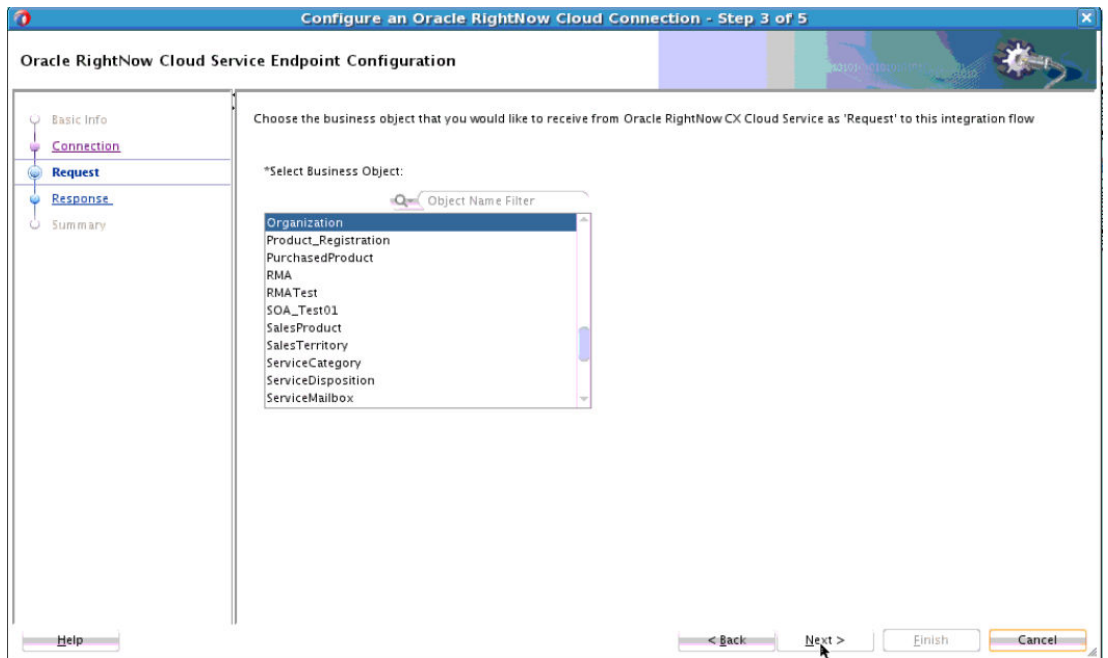 Configure an Oracle RightNow Cloud Connection - Step 3 of 5
Oracle RightNow Cloud Service Endpoint Configuration
Basic Info
Connection
Request
Response
Summary
Choose the business object that you would like to receive from Oracle RightNow CX Cloud Service as 'Request' to this integration flow
*Select Business Object:
Object Name Filter
Organization
Product_Registration
PurchasedProduct
RMA
RMATest
SOA_Test01
SalesProduct
SalesTerritory
ServiceCategory
ServiceDisposition
ServiceMailbox
Help
< Back
Next >
Finish
Cancel